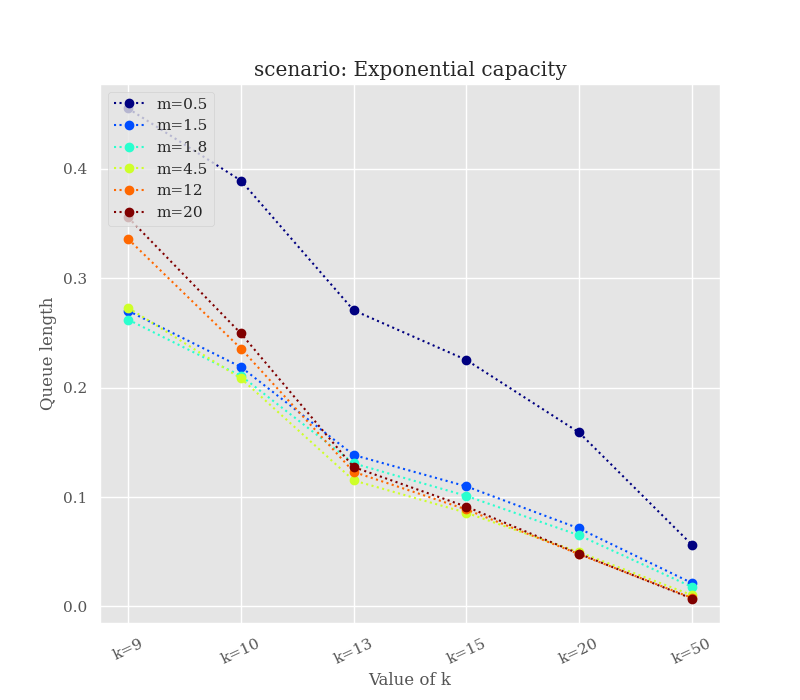 scenario: Exponential capacity
m=0.5
m=1.5
m=1.8
m=4.5
m=12
m=20
Queue length
0.4
0.3
0.2
0.1
0.0
k=9
k=10
k=13
k=15
k=20
k=50
Value of k